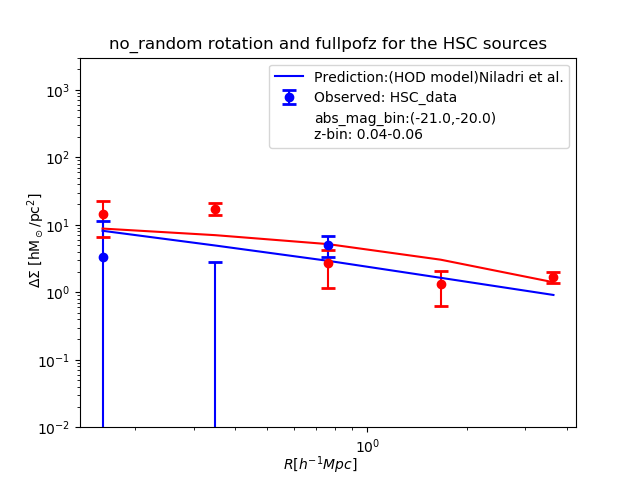 no_random rotation and fullpofz for the HSC sources
Prediction:(HOD model)Niladri et al.
Observed: HSC_data
abs_mag_bin:(-21.0,-20.0)
z-bin: 0.04-0.06
ΔΣ [hM⊙/pc²]
10³
10²
10¹
10⁰
10⁻¹
10⁻²
10⁰
R[h⁻¹Mpc]